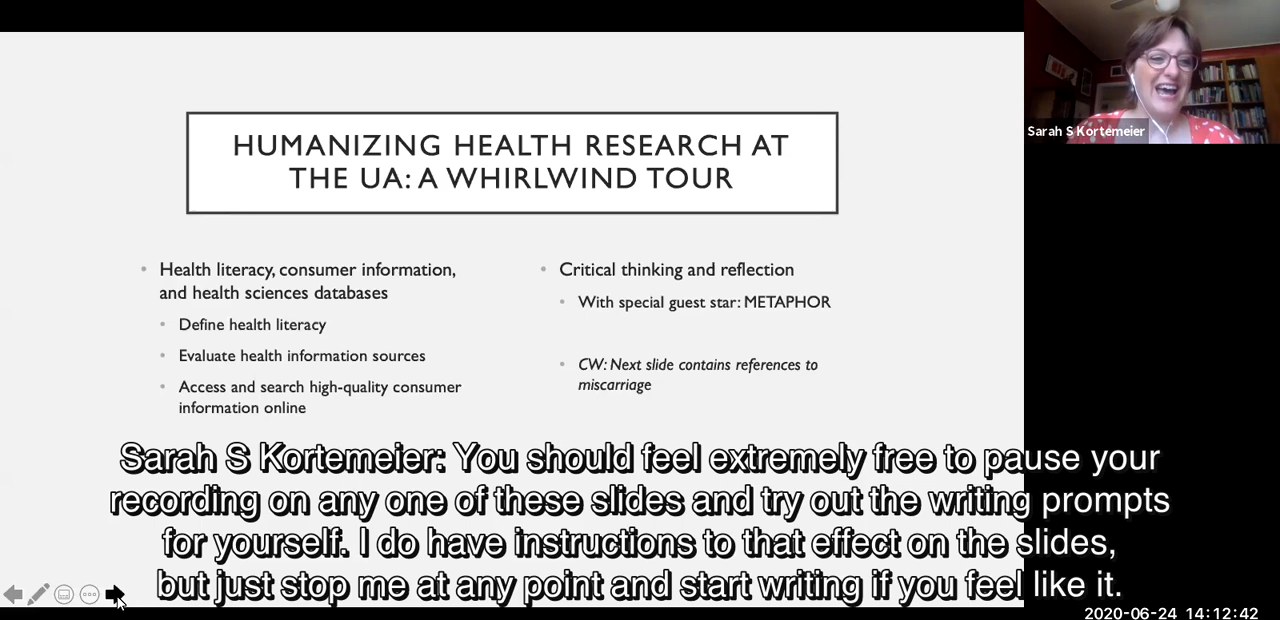 HUMANIZING HEALTH RESEARCH AT
THE UA: A WHIRLWIND TOUR
Health literacy, consumer information,
and health sciences databases
Define health literacy
Evaluate health information sources
Access and search high-quality consumer
information online
Critical thinking and reflection
With special guest star: METAPHOR
CW: Next slide contains references to
miscarriage
Sarah S Kortemeier
Sarah S Kortemeier: You should feel extremely free to pause your
recording on any one of these slides and try out the writing prompts
for yourself. I do have instructions to that effect on the slides,
but just stop me at any point and start writing if you feel like it.
2020-06-24 14:12:42